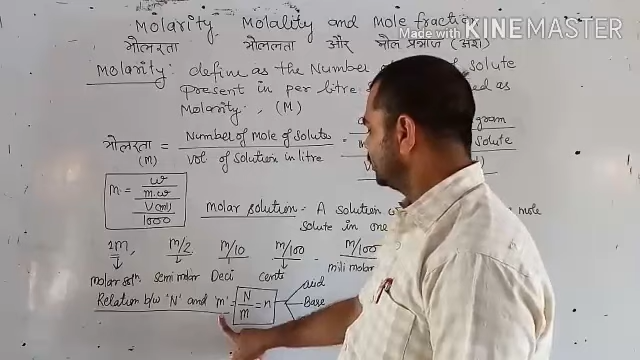 Made with KINEMASTER
Molarity Molality and Mole fraction
मोलरता मोललता और मोल प्रभाज (अंश)
Molarity: define as the Number solute
present in per litre as
Molarity, (M)
मोलरता (M) = Number of mole of solute / Vol of solution in litre = gram solute
M = w / m.w / V(ml) / 1000
molar solution - A solution mole
solute in one
1M, M/2 M/10 M/100 - M/100
molar soln. semi molar Deci Centi mili molar
Relation b/w 'N' and 'm' = N/m = n acid Base